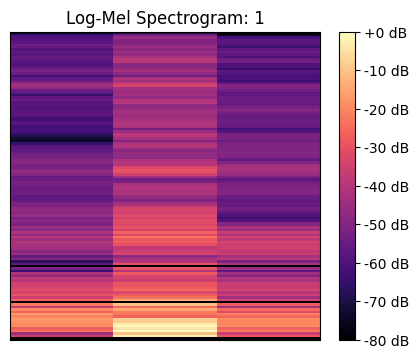 Log-Mel Spectrogram: 1
+0 dB
-10 dB
-20 dB
-30 dB
-40 dB
-50 dB
-60 dB
-70 dB
-80 dB